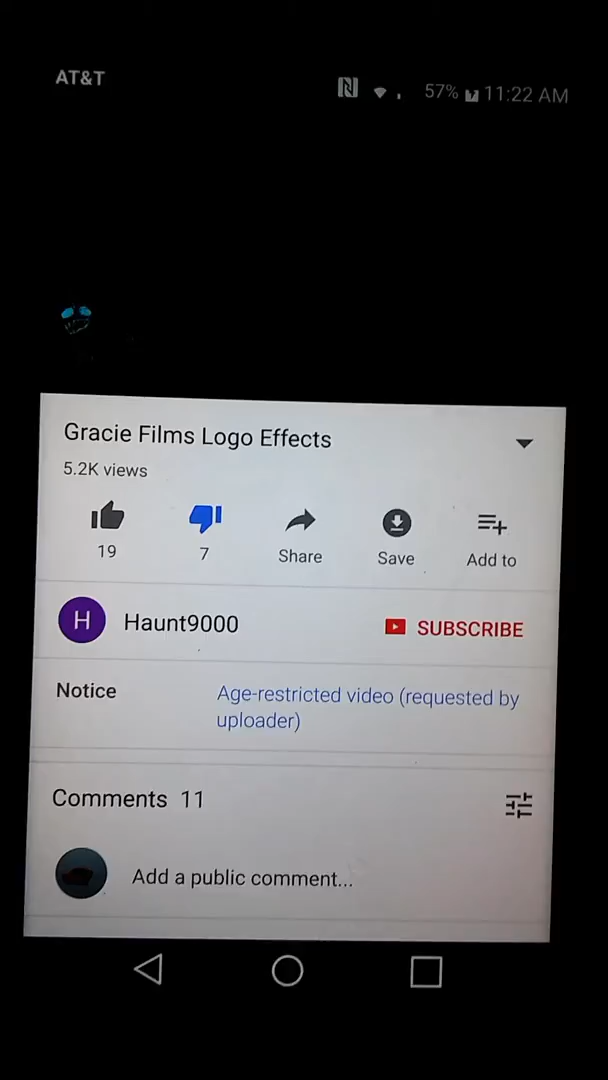 AT&T
57% 11:22 AM
Gracie Films Logo Effects
5.2K views
19
7
Share
Save
Add to
H
Haunt9000
SUBSCRIBE
Notice
Age-restricted video (requested by
uploader)
Comments 11
Add a public comment...